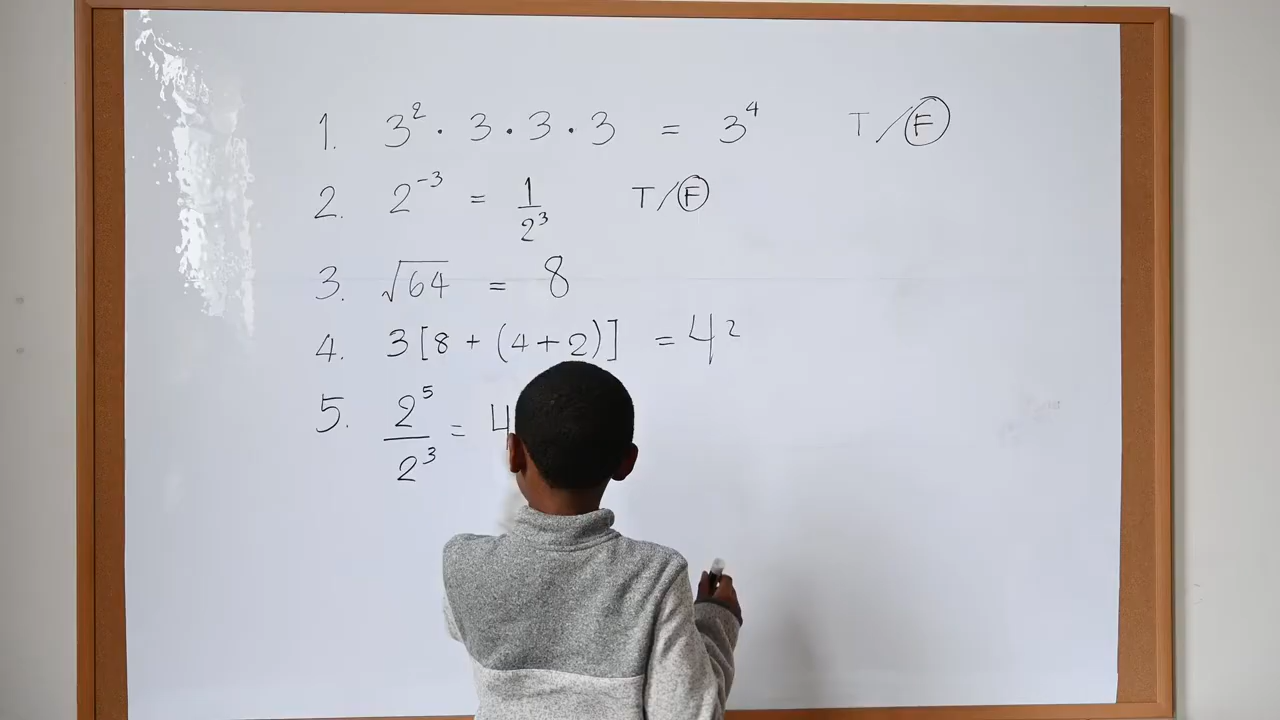 1. 3² · 3 · 3 · 3 = 3⁴ T/F
2. 2⁻³ = 1/2³ T/F
3. √64 = 8
4. 3[8 + (4+2)] = 42
5. 2⁵/2³ = 4